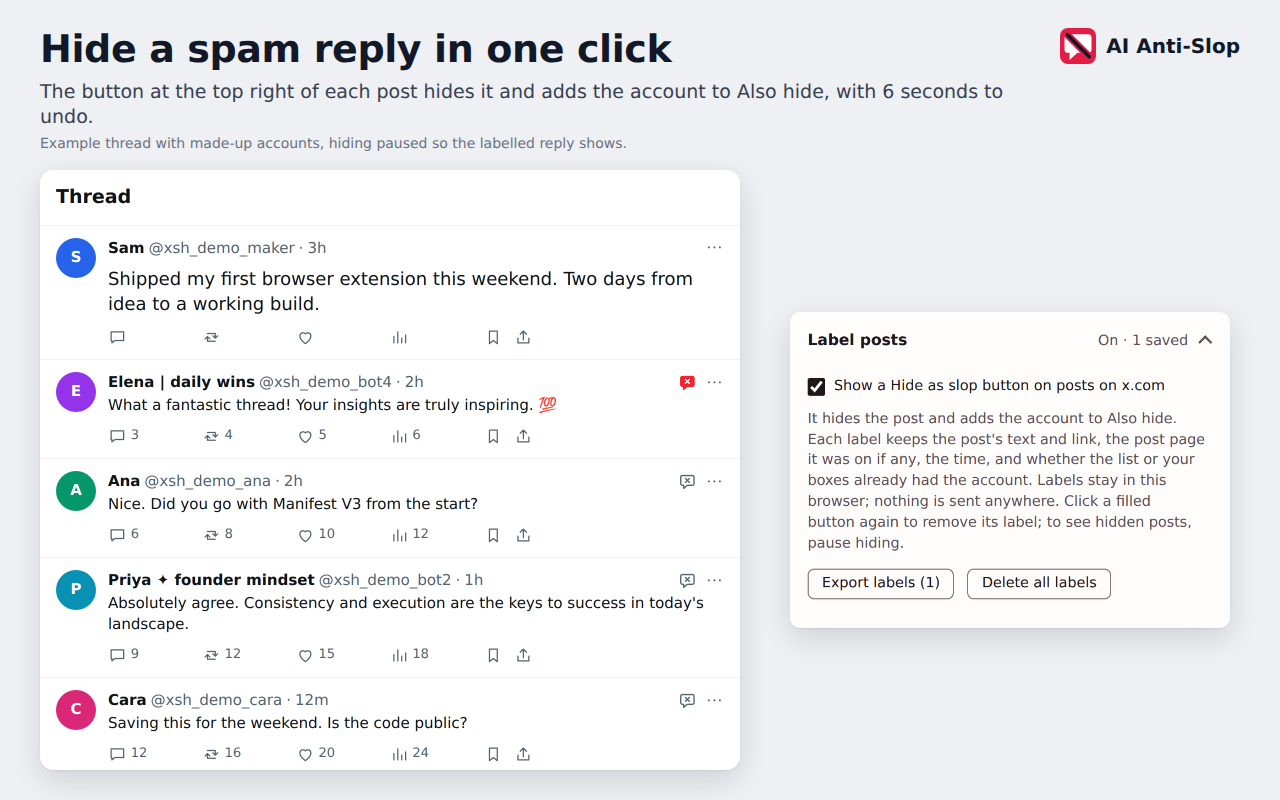 Hide a spam reply in one click
AI Anti-Slop
The button at the top right of each post hides it and adds the account to Also hide, with 6 seconds to
undo.
Example thread with made-up accounts, hiding paused so the labelled reply shows.
Thread
S
Sam @xsh_demo_maker · 3h
Shipped my first browser extension this weekend. Two days from
idea to a working build.
E
Elena | daily wins @xsh_demo_bot4 · 2h
What a fantastic thread! Your insights are truly inspiring. 💯
3 4 5 6
A
Ana @xsh_demo_ana · 2h
Nice. Did you go with Manifest V3 from the start?
6 8 10 12
P
Priya ✦ founder mindset @xsh_demo_bot2 · 1h
Absolutely agree. Consistency and execution are the keys to success in today's
landscape.
9 12 15 18
C
Cara @xsh_demo_cara · 12m
Saving this for the weekend. Is the code public?
12 16 20 24
Label posts
On · 1 saved
Show a Hide as slop button on posts on x.com
It hides the post and adds the account to Also hide.
Each label keeps the post's text and link, the post page
it was on if any, the time, and whether the list or your
boxes already had the account. Labels stay in this
browser; nothing is sent anywhere. Click a filled
button again to remove its label; to see hidden posts,
pause hiding.
Export labels (1)
Delete all labels